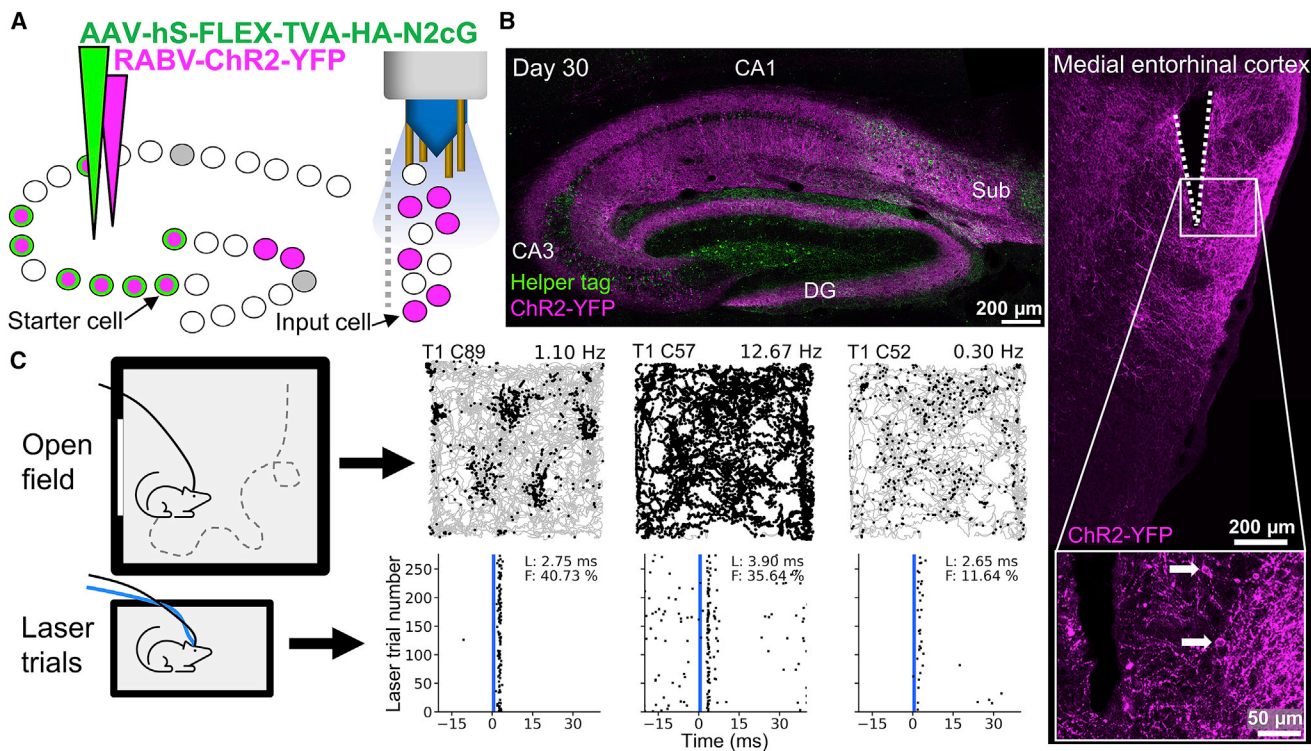 A
AAV-hS-FLEX-TVA-HA-N2cG
RABV-ChR2-YFP
Starter cell
Input cell
B
Day 30
CA1
Sub
CA3
Helper tag
ChR2-YFP
DG
200 µm
Medial entorhinal cortex
ChR2-YFP
200 µm
50 µm
C
Open
field
Laser
trials
T1 C89 1.10 Hz
T1 C57 12.67 Hz
T1 C52 0.30 Hz
Laser trial number
250
200
150
100
50
0
L: 2.75 ms
F: 40.73 %
L: 3.90 ms
F: 35.64 %
L: 2.65 ms
F: 11.64 %
−15 0 15 30
−15 0 15 30
−15 0 15 30
Time (ms)